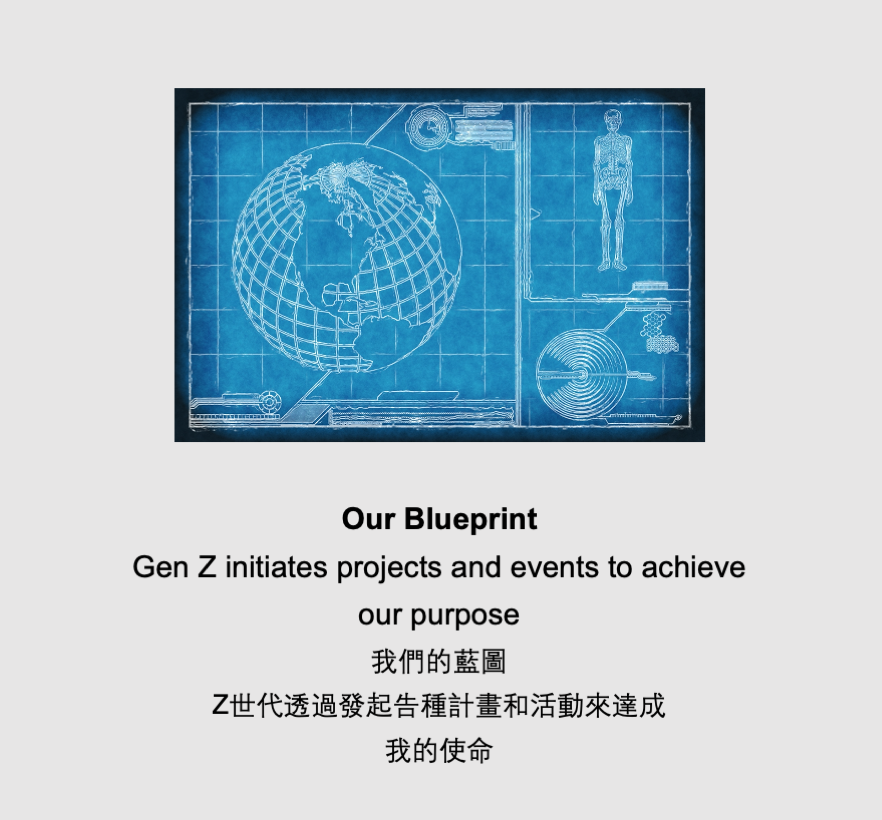 Our Blueprint
Gen Z initiates projects and events to achieve
our purpose
我們的藍圖
Z世代透過發起告種計畫和活動來達成
我的使命